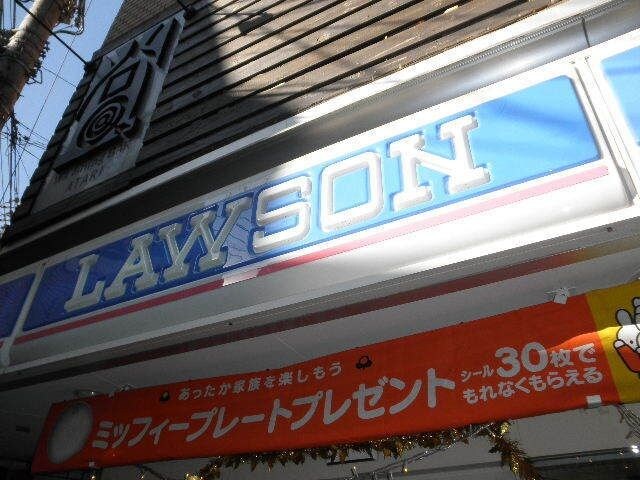 LAWSON
あったか家族を楽しもう
ミッフィープレートプレゼント
シール30枚で
もれなくもらえる